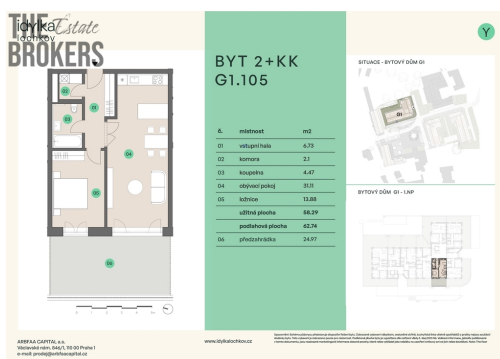 THE Estate
idylka
lochkov
BROKERS
Y
BYT 2+KK
G1.105
SITUACE - BYTOVÝ DŮM G1
G1
č. místnost m2
01 vstupní hala 6.73
02 komora 2.1
03 koupelna 4.47
04 obývací pokoj 31.11
05 ložnice 13.88
užitná plocha 58.29
podlahová plocha 62.74
06 předzahrádka 24.97
02
01
03
04
05
06
BYTOVÝ DŮM G1 - 1.NP
ARBFAA CAPITAL a.s.
Václavské nám. 846/1, 110 00 Praha 1
e-mail: prodej@arbfaacapital.cz
www.idylkalochkov.cz